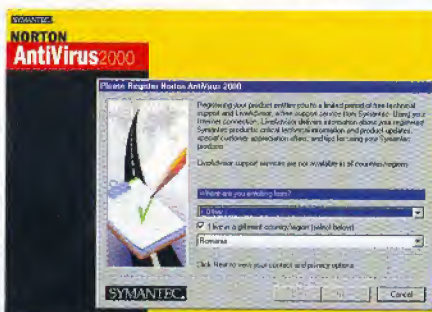 SYMANTEC.
NORTON
AntiVirus 2000
Please Register Norton AntiVirus 2000
Registering your product entitles you to a limited period of free technical
support and LiveAdvisor, a free support service from Symantec. Using your
Internet connection, LiveAdvisor delivers information about your registered
Symantec products: critical technical information and product updates,
special customer appreciation offers, and tips for using your Symantec
products.
LiveAdvisor support services are not available in all countries/regions.
Where are you enrolling from?
Other
I live in a different country/region (select below)
Romania
Click Next to view your contact and privacy options
SYMANTEC.
Cancel